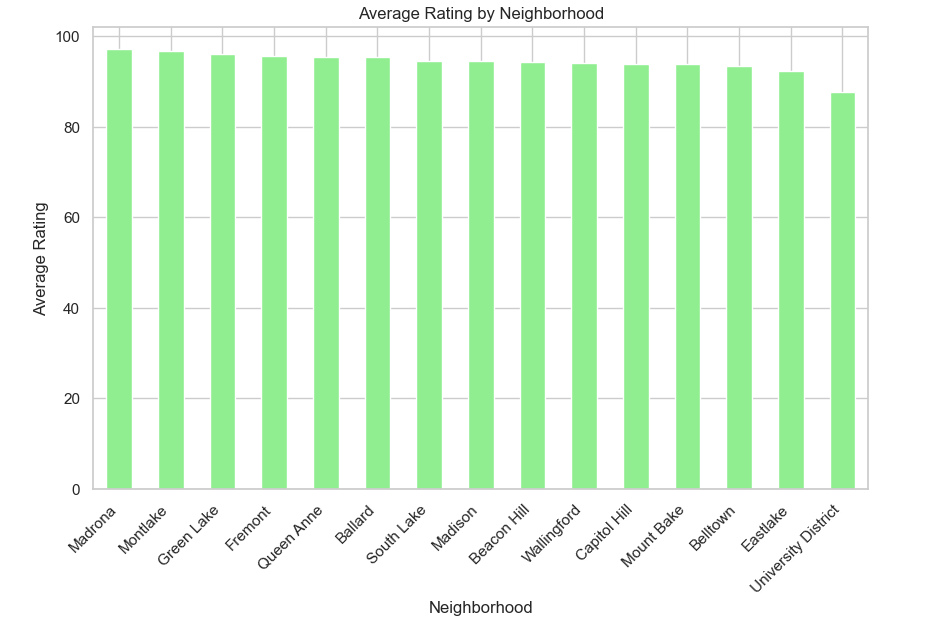 Average Rating by Neighborhood
100
80
60
40
20
0
Average Rating
Madrona
Montlake
Green Lake
Fremont
Queen Anne
Ballard
South Lake
Madison
Beacon Hill
Wallingford
Capitol Hill
Mount Bake
Belltown
Eastlake
University District
Neighborhood